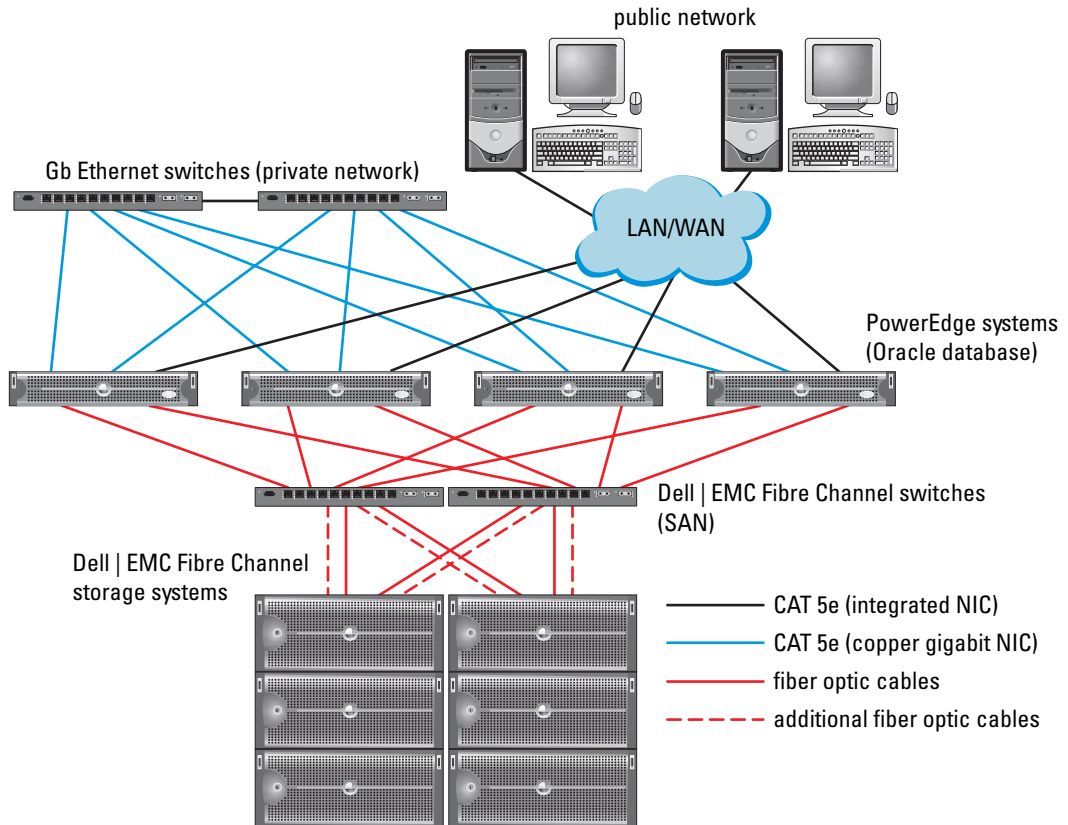 public network
Gb Ethernet switches (private network)
LAN/WAN
PowerEdge systems
(Oracle database)
Dell | EMC Fibre Channel switches
(SAN)
Dell | EMC Fibre Channel
storage systems
CAT 5e (integrated NIC)
CAT 5e (copper gigabit NIC)
fiber optic cables
additional fiber optic cables